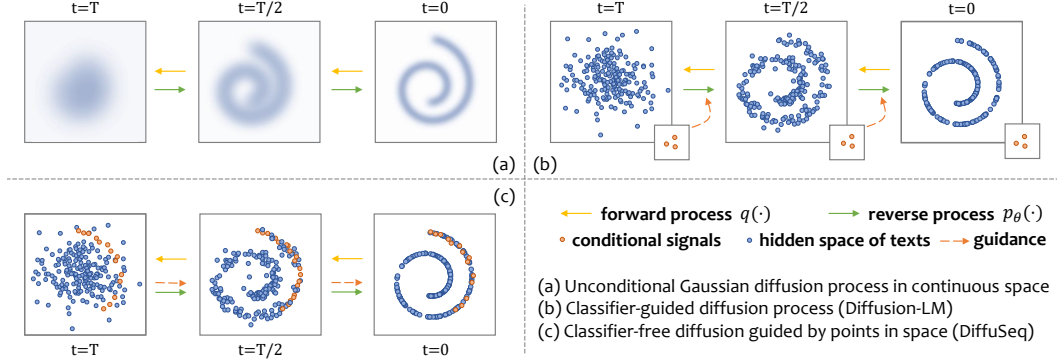 t=T t=T/2 t=0
(a)
t=T t=T/2 t=0
(b)
(c)
t=T t=T/2 t=0
forward process q(·) reverse process pθ(·)
conditional signals hidden space of texts guidance
(a) Unconditional Gaussian diffusion process in continuous space
(b) Classifier-guided diffusion process (Diffusion-LM)
(c) Classifier-free diffusion guided by points in space (DiffuSeq)